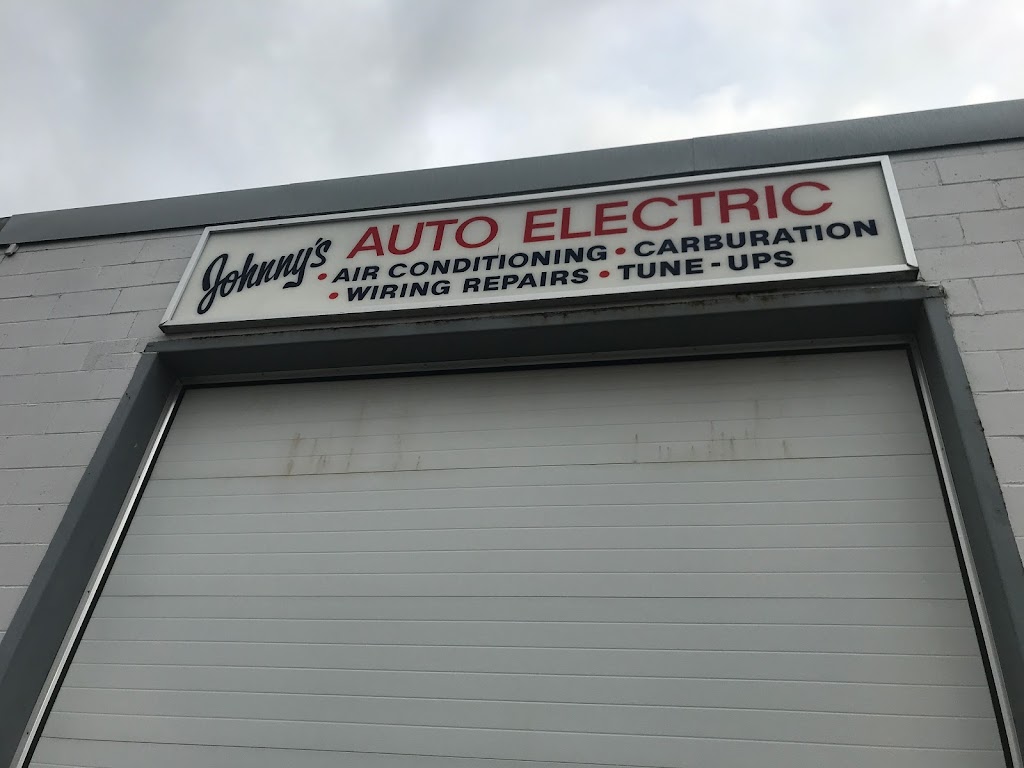 Johnny's AUTO ELECTRIC
• AIR CONDITIONING • CARBURATION
• WIRING REPAIRS • TUNE-UPS